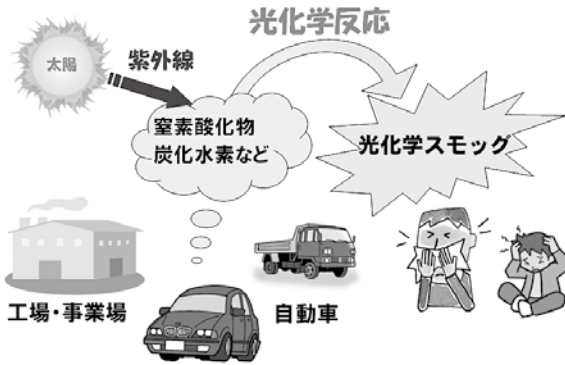 光化学反応
太陽
紫外線
窒素酸化物
炭化水素など
光化学スモッグ
工場・事業場
自動車